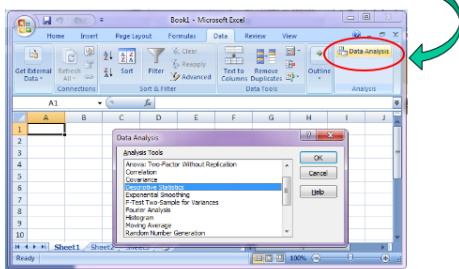 Book1 - Microsoft Excel
Home Insert Page Layout Formulas Data Review View
Get External Data
Refresh All
Connections
Sort
Filter
Clear
Reapply
Advanced
Sort & Filter
Text to Columns
Remove Duplicates
Data Tools
Outline
Data Analysis
Analysis
A1
fx
A B C D E F G H I J
1
2
3
4
5
6
7
8
9
10
Data Analysis
Analysis Tools
Anova: Two-Factor Without Replication
Correlation
Covariance
Descriptive Statistics
Exponential Smoothing
F-Test Two-Sample for Variances
Fourier Analysis
Histogram
Moving Average
Random Number Generation
OK
Cancel
Help
Sheet1 Sheet2 Sheet3
Ready
100%